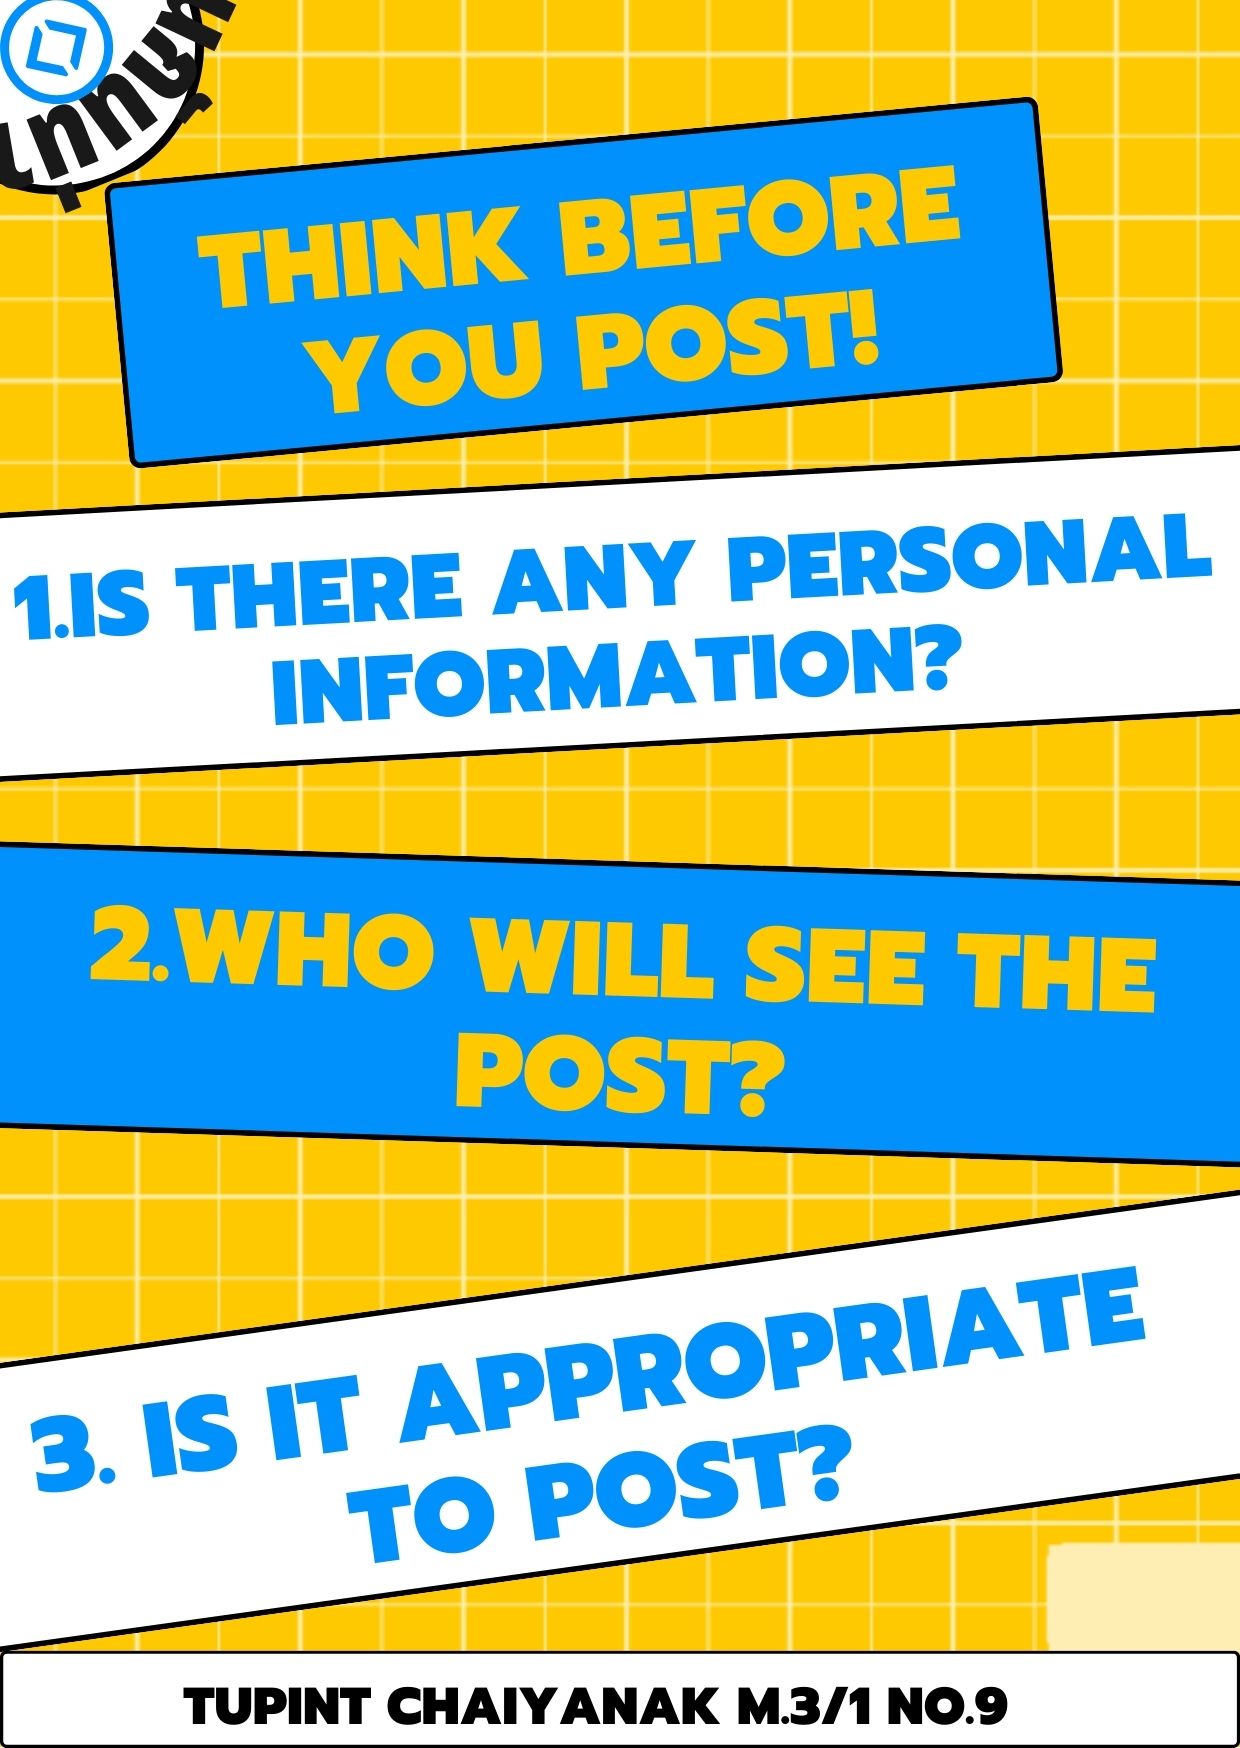 THINK BEFORE
YOU POST!
1.IS THERE ANY PERSONAL
INFORMATION?
2.WHO WILL SEE THE
POST?
3. IS IT APPROPRIATE
TO POST?
TUPINT CHAIYANAK M.3/1 NO.9